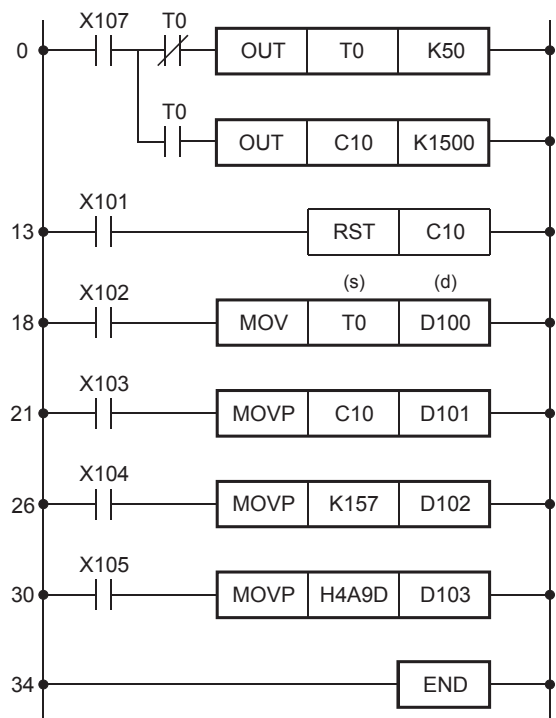 X107 T0
0 OUT T0 K50
T0
OUT C10 K1500
X101
13 RST C10
X102 (s) (d)
18 MOV T0 D100
X103
21 MOVP C10 D101
X104
26 MOVP K157 D102
X105
30 MOVP H4A9D D103
34 END